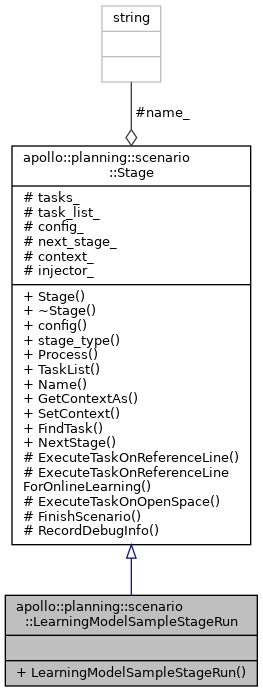 string
#name_
apollo::planning::scenario
::Stage
# tasks_
# task_list_
# config_
# next_stage_
# context_
# injector_
+ Stage()
+ ~Stage()
+ config()
+ stage_type()
+ Process()
+ TaskList()
+ Name()
+ GetContextAs()
+ SetContext()
+ FindTask()
+ NextStage()
# ExecuteTaskOnReferenceLine()
# ExecuteTaskOnReferenceLine
ForOnlineLearning()
# ExecuteTaskOnOpenSpace()
# FinishScenario()
# RecordDebugInfo()
apollo::planning::scenario
::LearningModelSampleStageRun
+ LearningModelSampleStageRun()